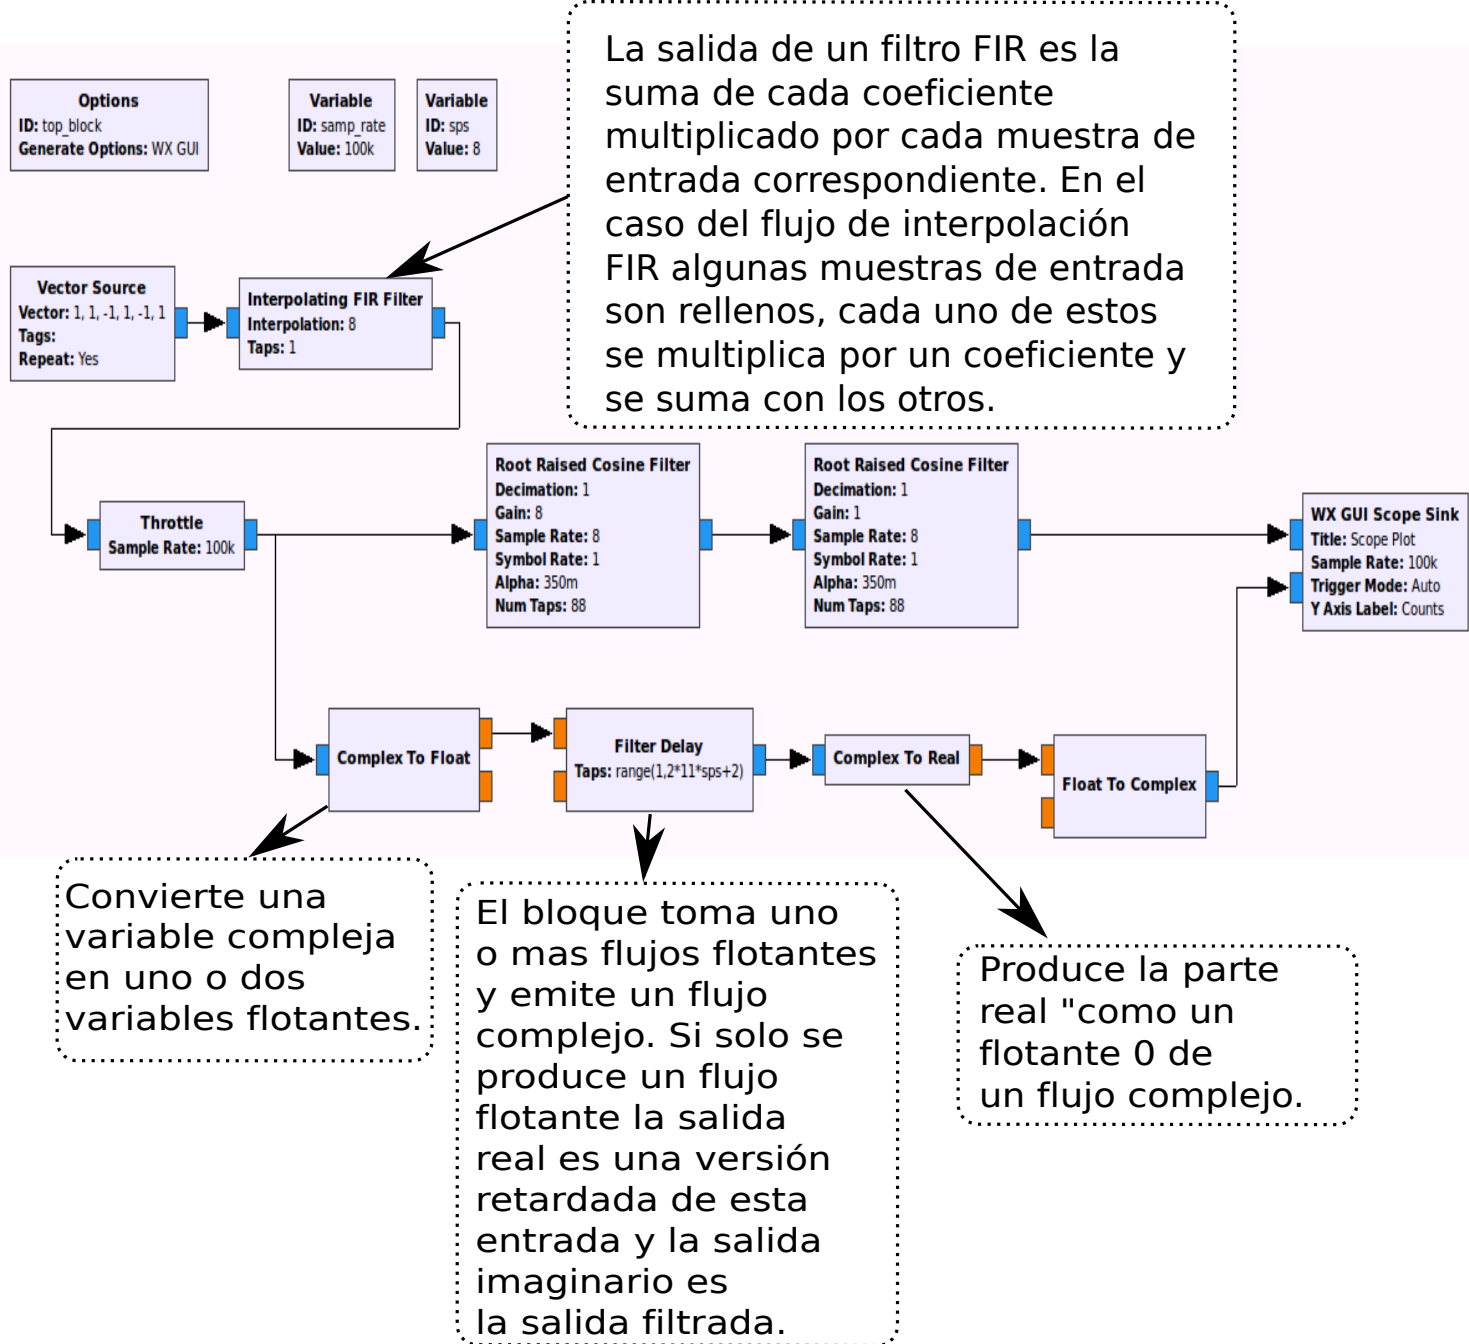 La salida de un filtro FIR es la
suma de cada coeficiente
multiplicado por cada muestra de
entrada correspondiente. En el
caso del flujo de interpolación
FIR algunas muestras de entrada
son rellenos, cada uno de estos
se multiplica por un coeficiente y
se suma con los otros.
Options
ID: top_block
Generate Options: WX GUI
Variable
ID: samp_rate
Value: 100k
Variable
ID: sps
Value: 8
Vector Source
Vector: 1, 1, -1, 1, -1, 1
Tags:
Repeat: Yes
Interpolating FIR Filter
Interpolation: 8
Taps: 1
Throttle
Sample Rate: 100k
Root Raised Cosine Filter
Decimation: 1
Gain: 8
Sample Rate: 8
Symbol Rate: 1
Alpha: 350m
Num Taps: 88
Root Raised Cosine Filter
Decimation: 1
Gain: 1
Sample Rate: 8
Symbol Rate: 1
Alpha: 350m
Num Taps: 88
WX GUI Scope Sink
Title: Scope Plot
Sample Rate: 100k
Trigger Mode: Auto
Y Axis Label: Counts
Complex To Float
Filter Delay
Taps: range(1,2*11*sps+2)
Complex To Real
Float To Complex
Convierte una
variable compleja
en uno o dos
variables flotantes.
El bloque toma uno
o mas flujos flotantes
y emite un flujo
complejo. Si solo se
produce un flujo
flotante la salida
real es una versión
retardada de esta
entrada y la salida
imaginario es
la salida filtrada.
Produce la parte
real "como un
flotante 0 de
un flujo complejo.